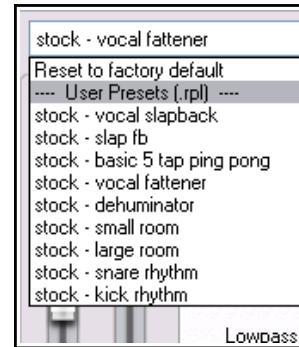 stock - vocal fattener
Reset to factory default
---- User Presets (.rpl) ----
stock - vocal slapback
stock - slap fb
stock - basic 5 tap ping pong
stock - vocal fattener
stock - dehuminator
stock - small room
stock - large room
stock - snare rhythm
stock - kick rhythm
Lowpass